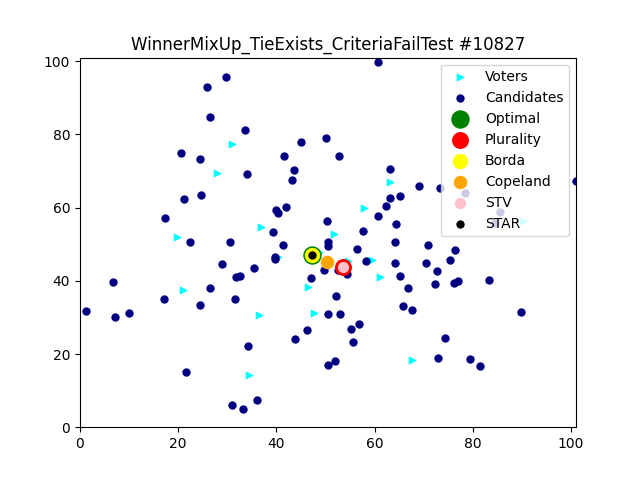 WinnerMixUp_TieExists_CriteriaFailTest #10827
100
80
60
40
20
0
0
20
40
60
80
100
Voters
Candidates
Optimal
Plurality
Borda
Copeland
STV
STAR